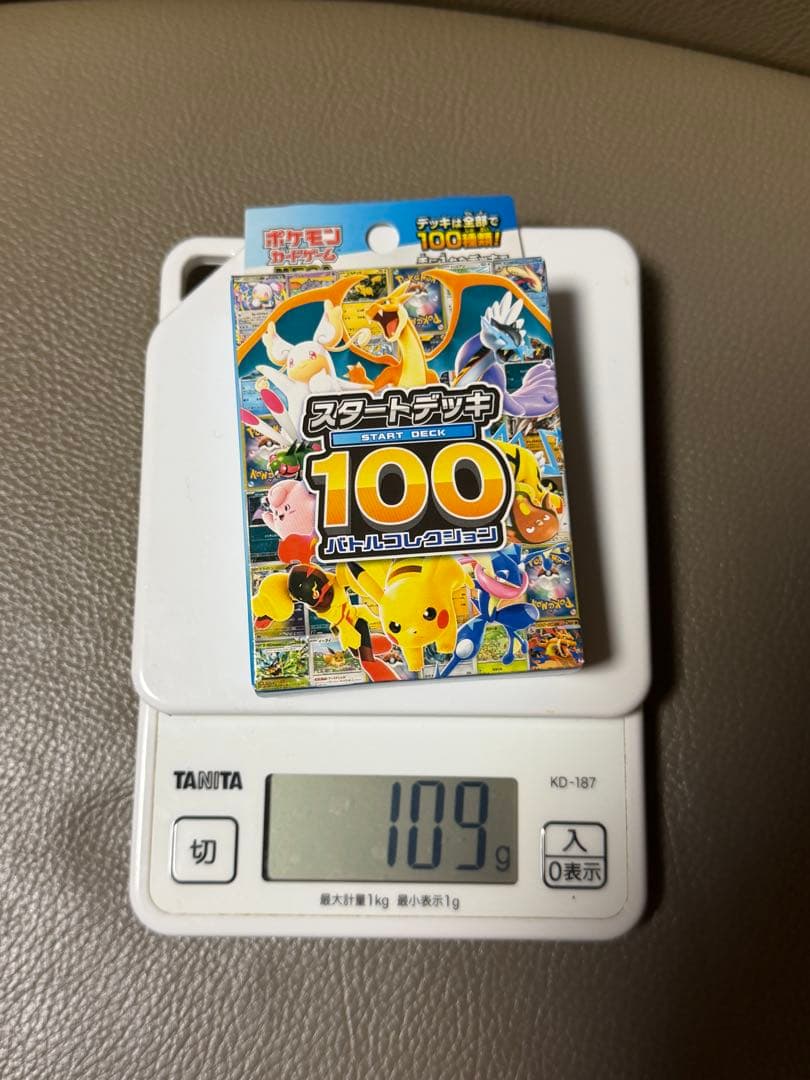 ポケモン
カードゲーム
デッキは全部で
100種類!
スタートデッキ
START DECK
100
バトルコレクション
TANITA
KD-187
109g
切
入
0表示
最大計量1kg 最小表示1g